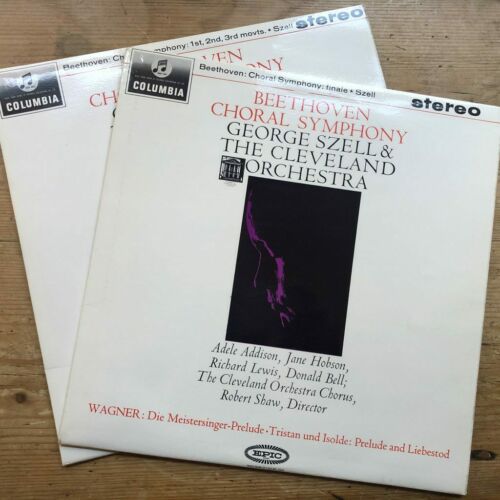 COLUMBIA
Symphony: 1st, 2nd, 3rd movts. • Szell
stereo
COLUMBIA
Beethoven: Choral Symphony: finale • Szell
stereo
BEETHOVEN
CHORAL SYMPHONY
GEORGE SZELL &
THE CLEVELAND
ORCHESTRA
Adele Addison, Jane Hobson,
Richard Lewis, Donald Bell;
The Cleveland Orchestra Chorus,
Robert Shaw, Director
WAGNER: Die Meistersinger-Prelude • Tristan und Isolde: Prelude and Liebestod
EPIC